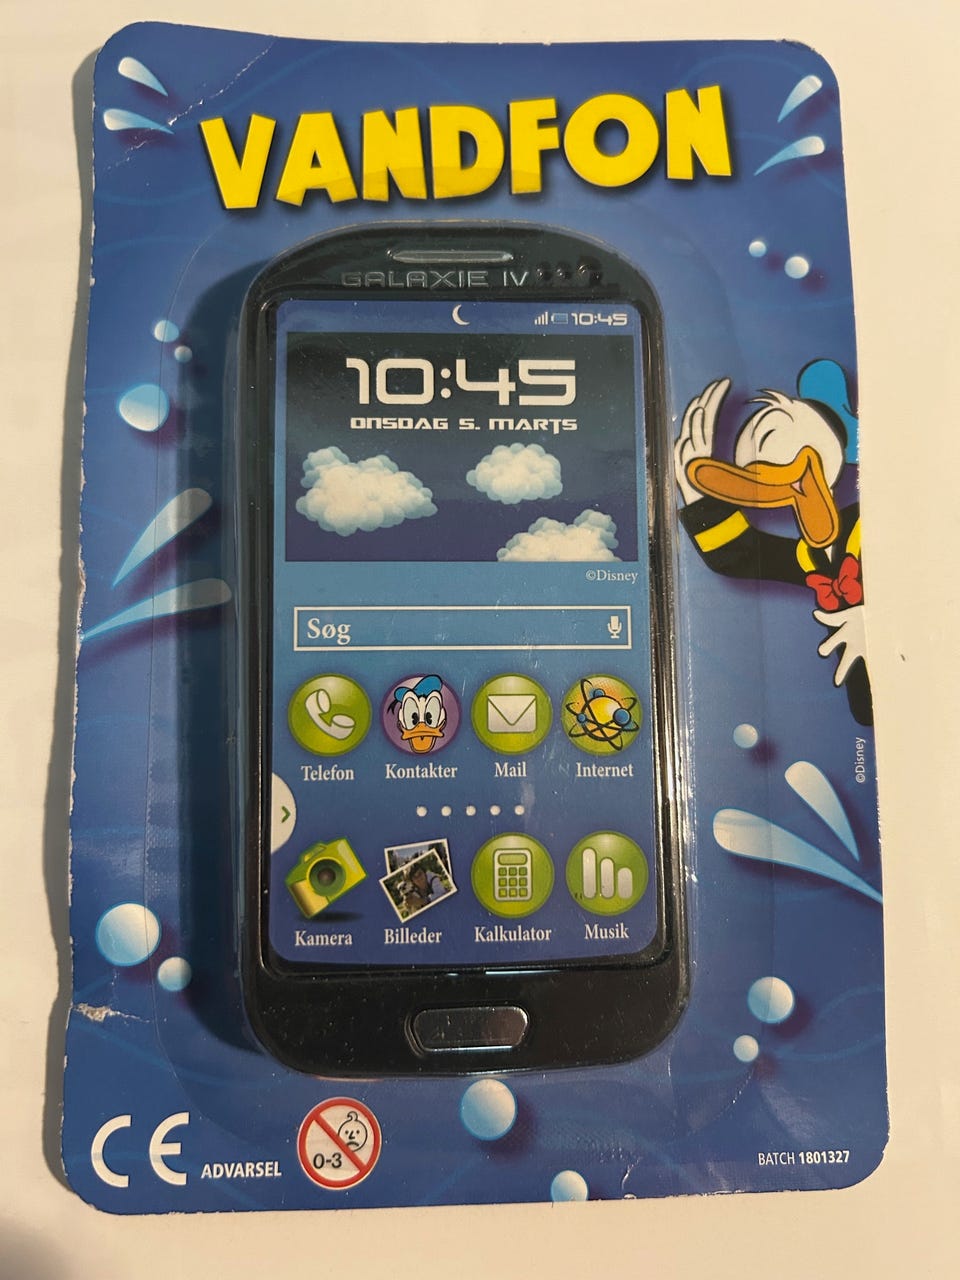 VANDFON
GALAXIE IV
10:45
10:45
ONSDAG 5. MARTS
©Disney
Søg
Telefon Kontakter Mail Internet
Kamera Billeder Kalkulator Musik
©Disney
CE ADVARSEL
0-3
BATCH 1801327